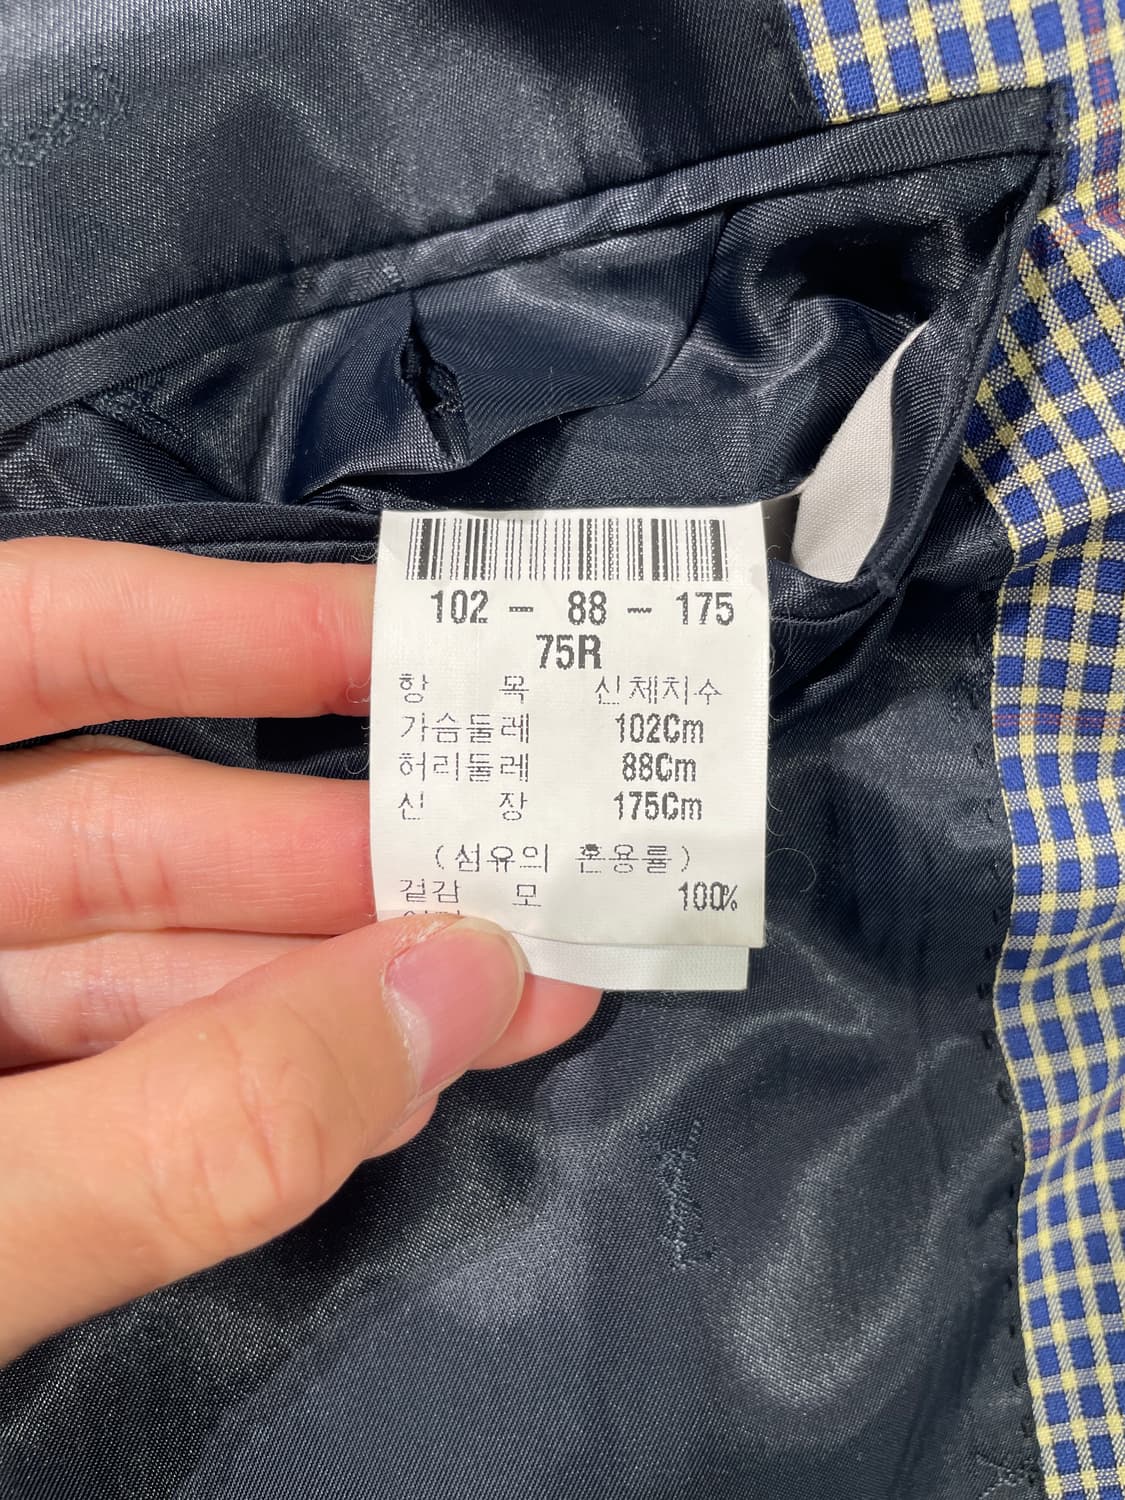 102 - 88 - 175
75R
항 목 신체치수
가슴둘레 102Cm
허리둘레 88Cm
신 장 175Cm
(섬유의 혼용률)
겉감 모 100%